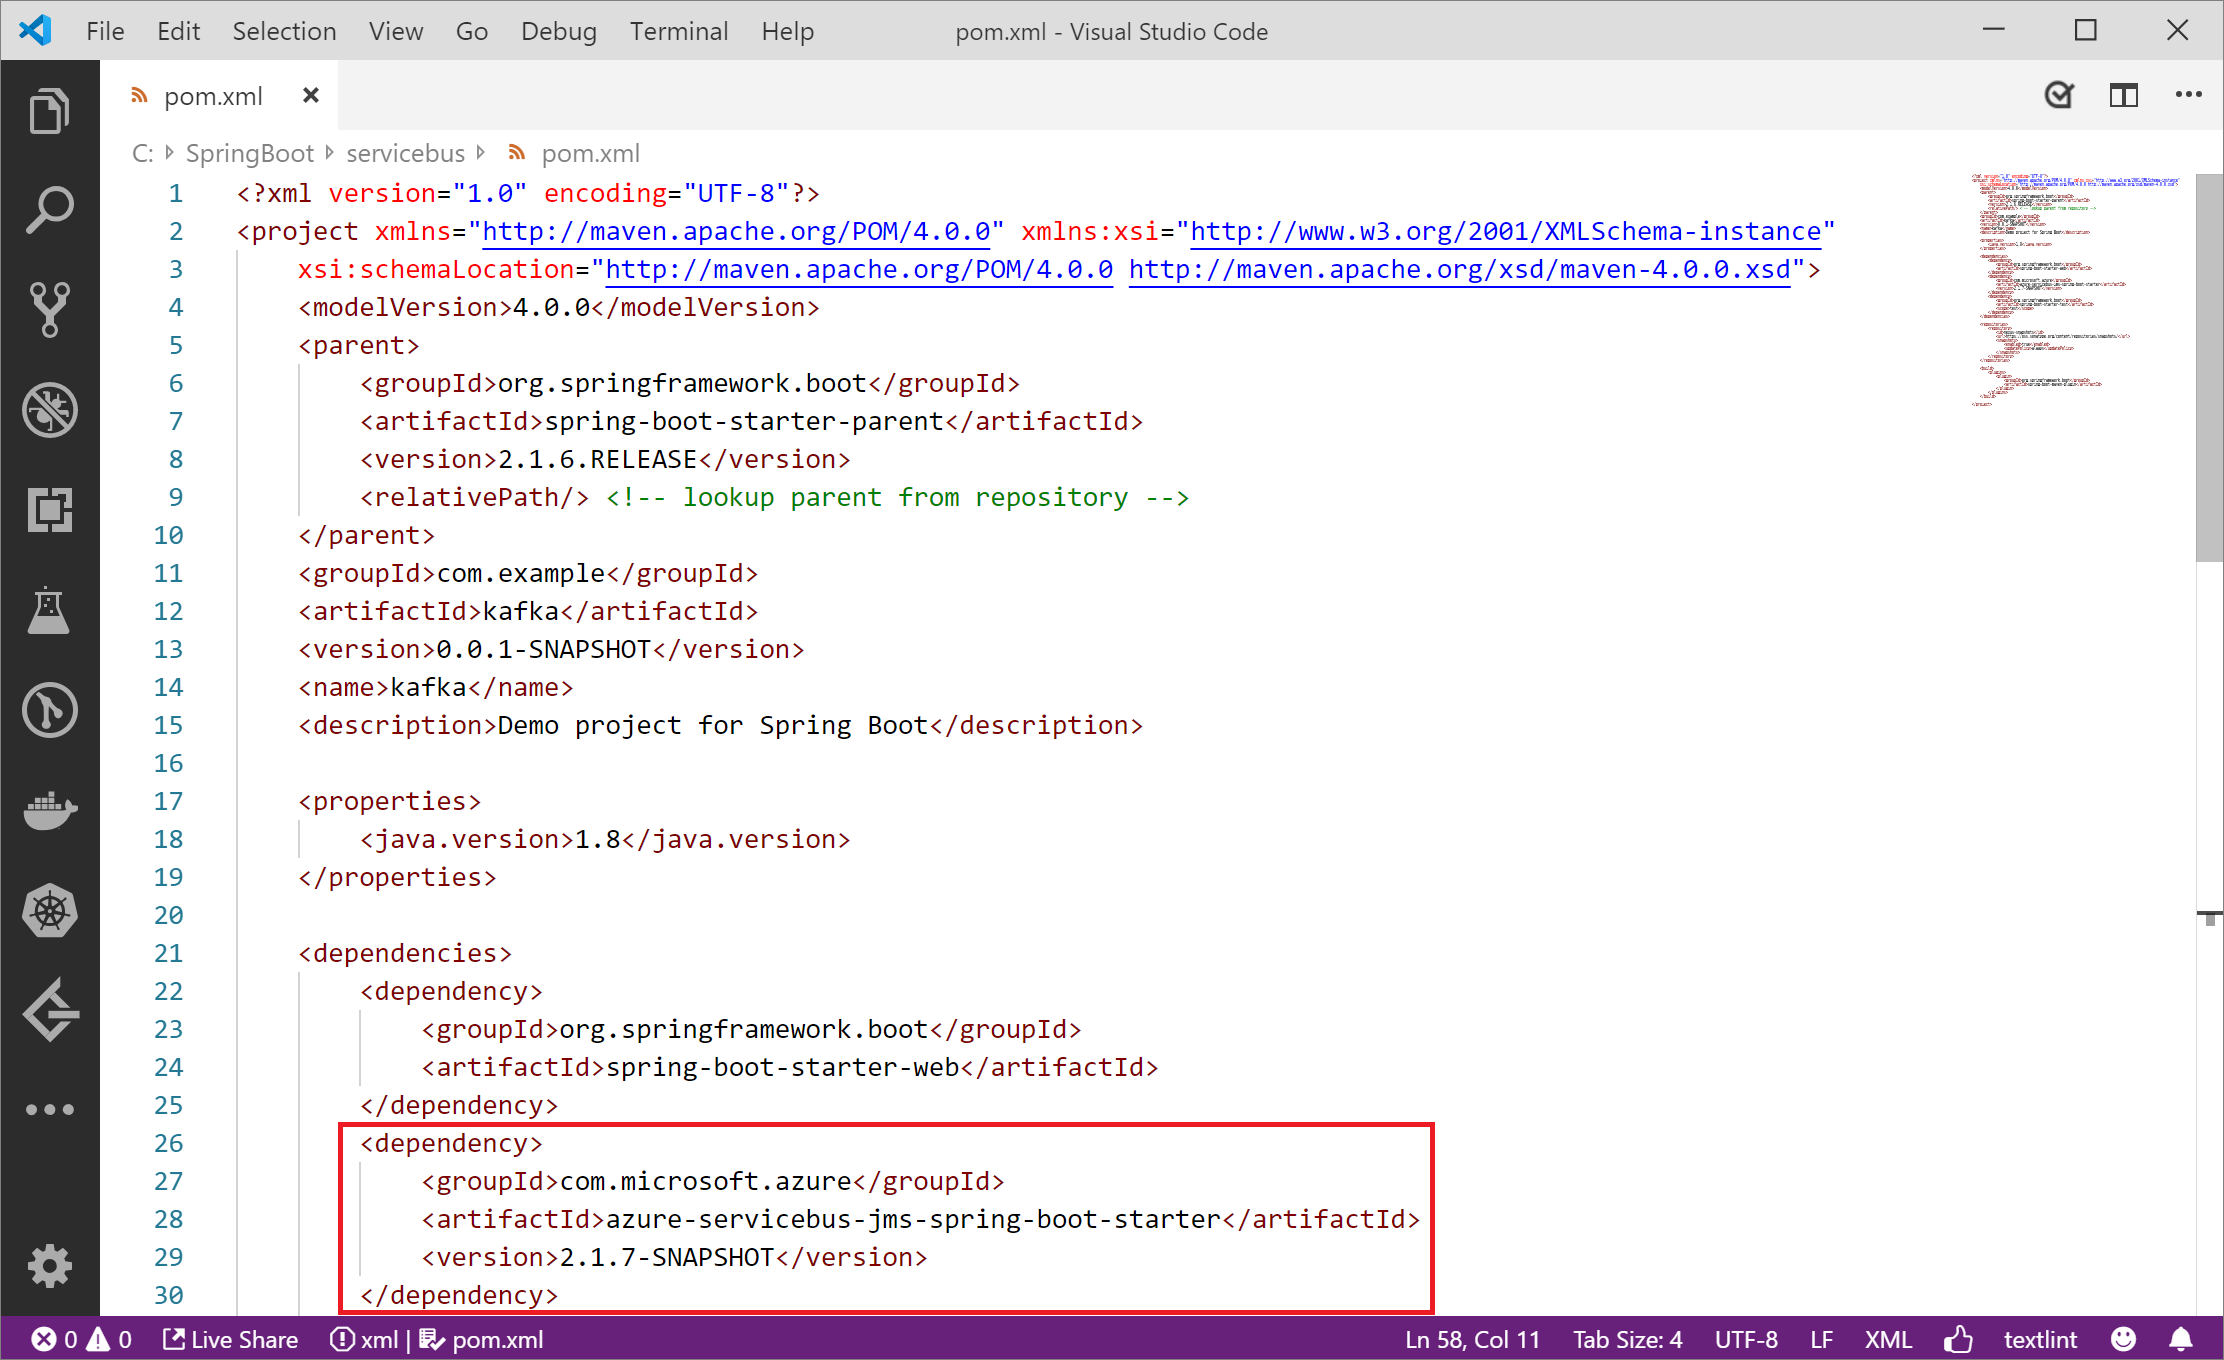 File Edit Selection View Go Debug Terminal Help pom.xml - Visual Studio Code
pom.xml
C: SpringBoot servicebus pom.xml
1 <?xml version="1.0" encoding="UTF-8"?>
2 <project xmlns="http://maven.apache.org/POM/4.0.0" xmlns:xsi="http://www.w3.org/2001/XMLSchema-instance"
3 xsi:schemaLocation="http://maven.apache.org/POM/4.0.0 http://maven.apache.org/xsd/maven-4.0.0.xsd">
4 <modelVersion>4.0.0</modelVersion>
5 <parent>
6 <groupId>org.springframework.boot</groupId>
7 <artifactId>spring-boot-starter-parent</artifactId>
8 <version>2.1.6.RELEASE</version>
9 <relativePath/> <!-- lookup parent from repository -->
10 </parent>
11 <groupId>com.example</groupId>
12 <artifactId>kafka</artifactId>
13 <version>0.0.1-SNAPSHOT</version>
14 <name>kafka</name>
15 <description>Demo project for Spring Boot</description>
16
17 <properties>
18 <java.version>1.8</java.version>
19 </properties>
20
21 <dependencies>
22 <dependency>
23 <groupId>org.springframework.boot</groupId>
24 <artifactId>spring-boot-starter-web</artifactId>
25 </dependency>
26 <dependency>
27 <groupId>com.microsoft.azure</groupId>
28 <artifactId>azure-servicebus-jms-spring-boot-starter</artifactId>
29 <version>2.1.7-SNAPSHOT</version>
30 </dependency>
0 0 Live Share xml | pom.xml Ln 58, Col 11 Tab Size: 4 UTF-8 LF XML textlint